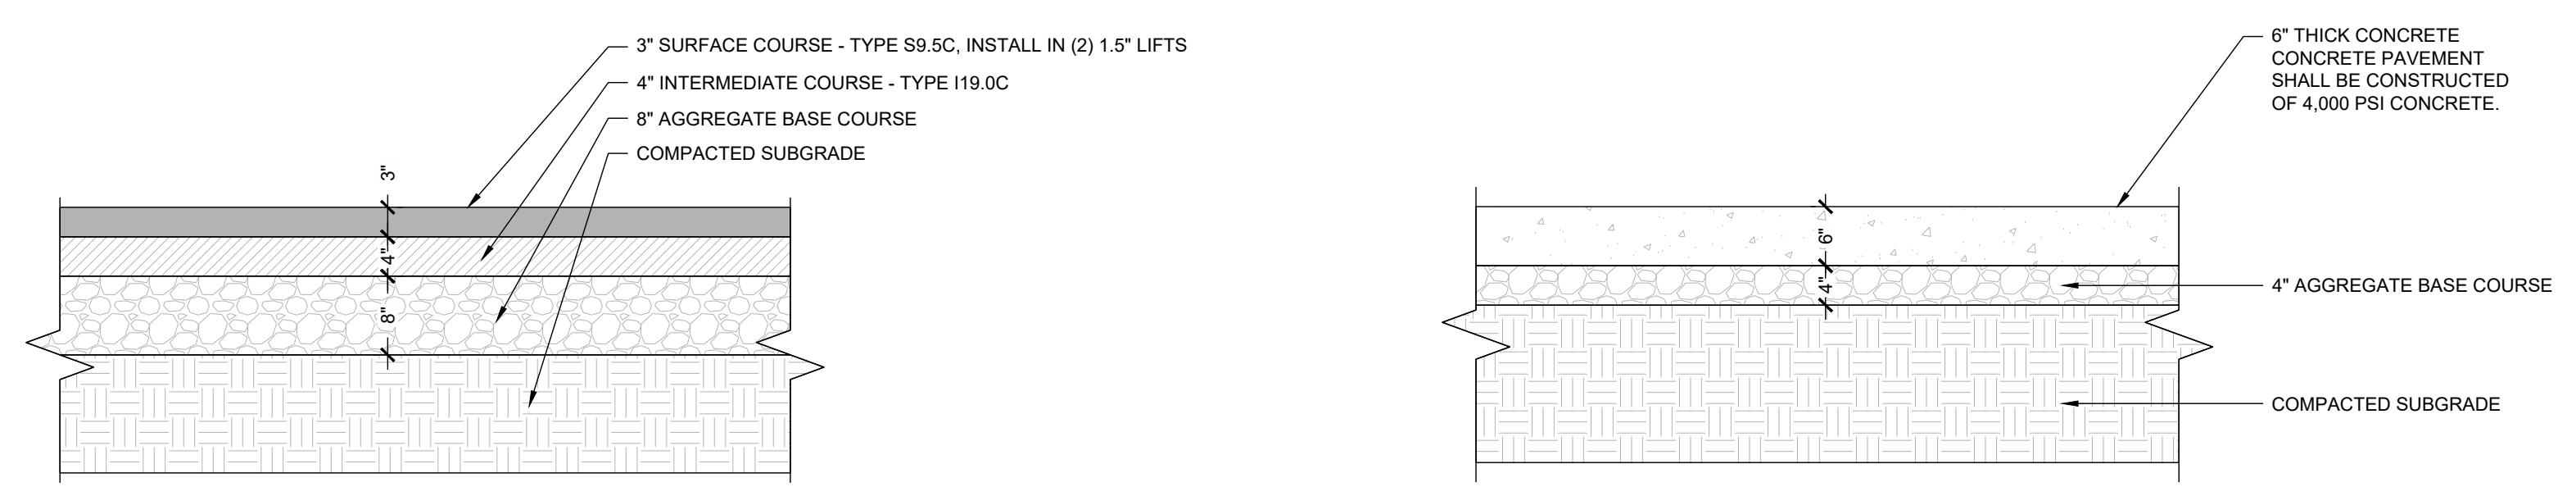 3" SURFACE COURSE - TYPE S9.5C, INSTALL IN (2) 1.5" LIFTS
4" INTERMEDIATE COURSE - TYPE I19.0C
8" AGGREGATE BASE COURSE
COMPACTED SUBGRADE
3"
4"
8"
6" THICK CONCRETE
CONCRETE PAVEMENT
SHALL BE CONSTRUCTED
OF 4,000 PSI CONCRETE.
6"
4"
4" AGGREGATE BASE COURSE
COMPACTED SUBGRADE